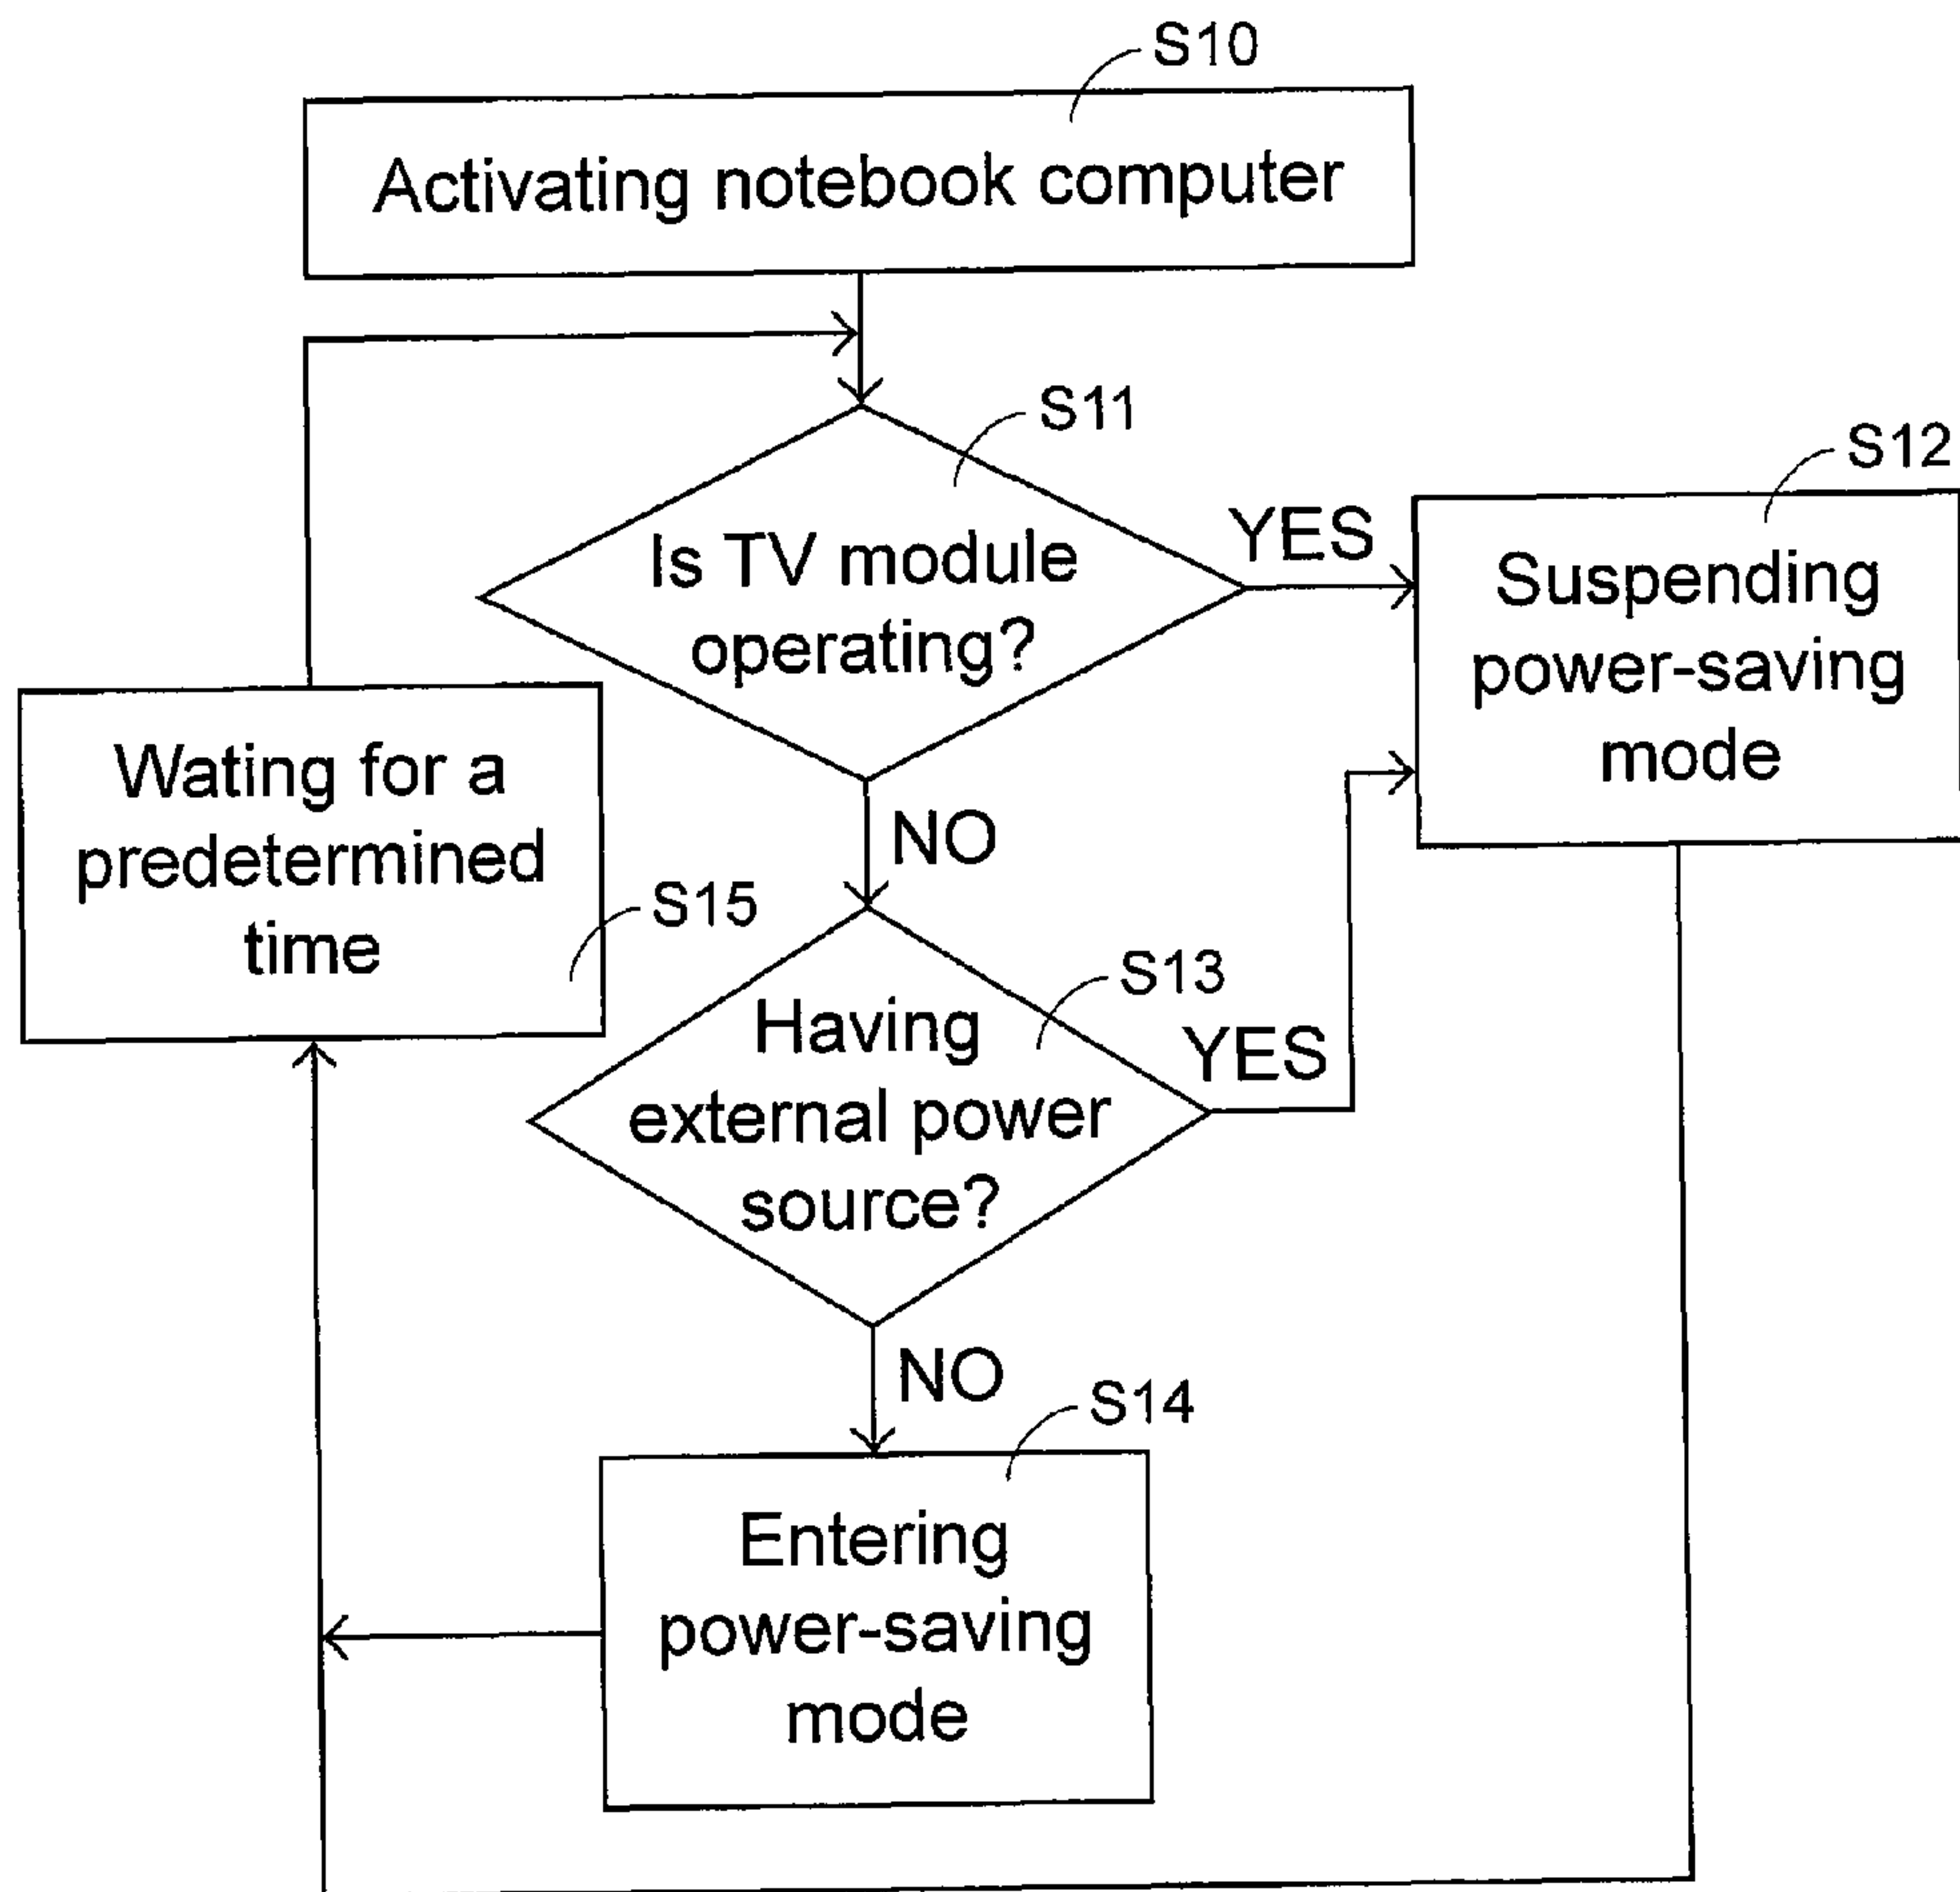 S10
Activating notebook computer
S11
Is TV module
operating?
YES
S12
Suspending
power-saving
mode
NO
Wating for a
predetermined
time
S15
S13
Having
external power
source?
YES
NO
S14
Entering
power-saving
mode